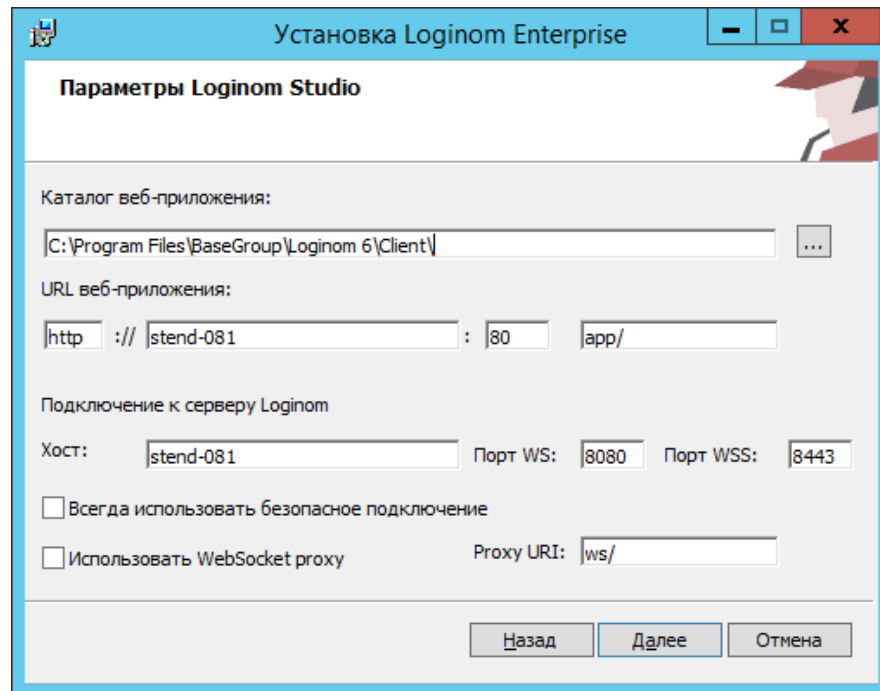 Установка Loginom Enterprise
Параметры Loginom Studio
Каталог веб-приложения:
C:\Program Files\BaseGroup\Loginom 6\Client\
...
URL веб-приложения:
http :// stend-081 : 80 app/
Подключение к серверу Loginom
Хост: stend-081 Порт WS: 8080 Порт WSS: 8443
Всегда использовать безопасное подключение
Использовать WebSocket proxy Proxy URI: ws/
Назад Далее Отмена